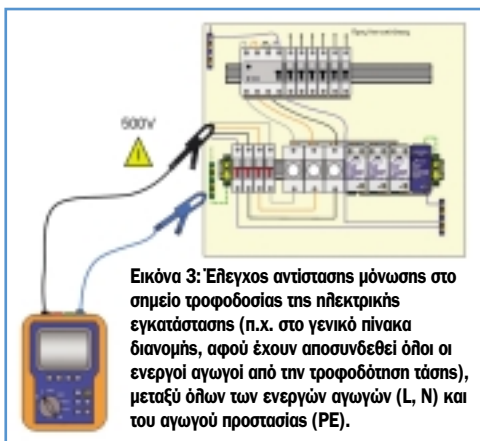 500V
Εικόνα 3: Έλεγχος αντίστασης μόνωσης στο
σημείο τροφοδοσίας της ηλεκτρικής
εγκατάστασης (π.χ. στο γενικό πίνακα
διανομής, αφού έχουν αποσυνδεθεί όλοι οι
ενεργοί αγωγοί από την τροφοδότηση τάσης),
μεταξύ όλων των ενεργών αγωγών (L, N) και
του αγωγού προστασίας (PE).